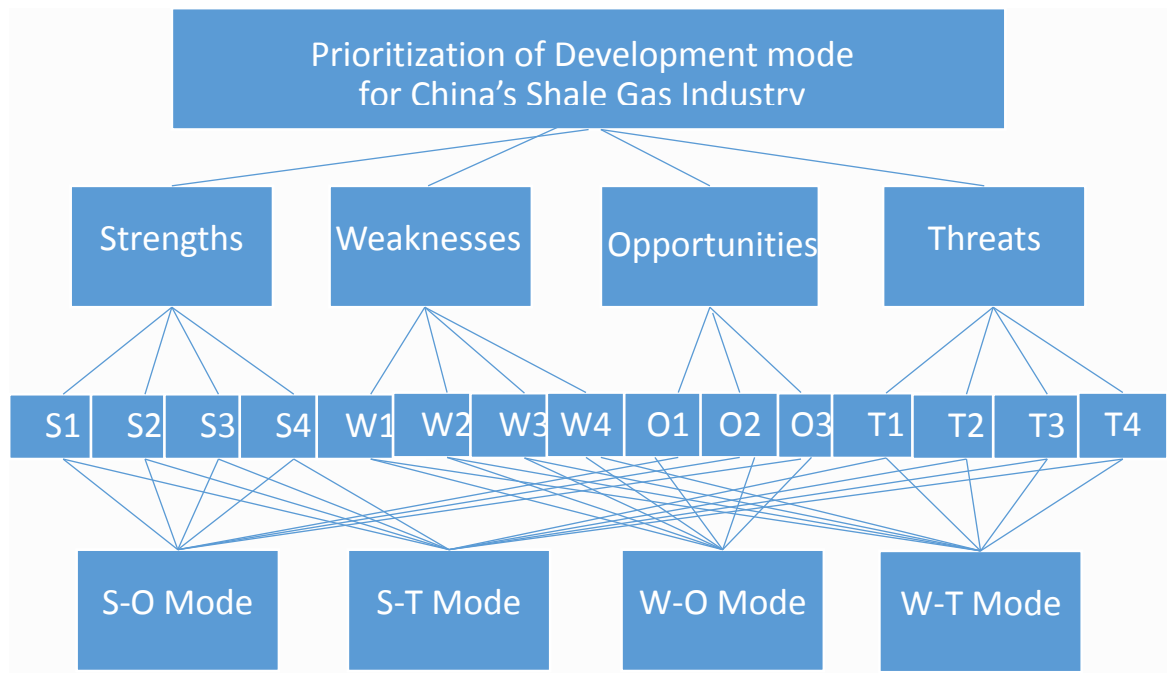 Prioritization of Development mode
for China's Shale Gas Industry
Strengths
Weaknesses
Opportunities
Threats
S1
S2
S3
S4
W1
W2
W3
W4
O1
O2
O3
T1
T2
T3
T4
S-O Mode
S-T Mode
W-O Mode
W-T Mode